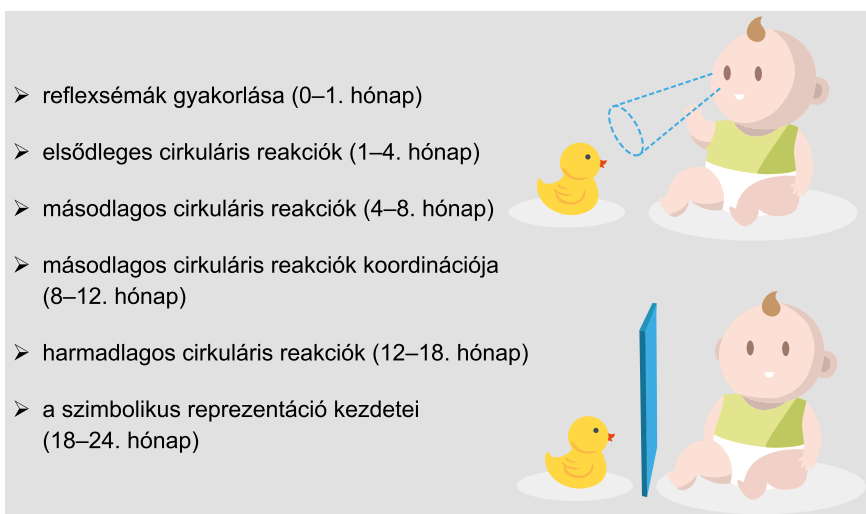 ➢ reflexsémák gyakorlása (0–1. hónap)
➢ elsődleges cirkuláris reakciók (1–4. hónap)
➢ másodlagos cirkuláris reakciók (4–8. hónap)
➢ másodlagos cirkuláris reakciók koordinációja
(8–12. hónap)
➢ harmadlagos cirkuláris reakciók (12–18. hónap)
➢ a szimbolikus reprezentáció kezdetei
(18–24. hónap)